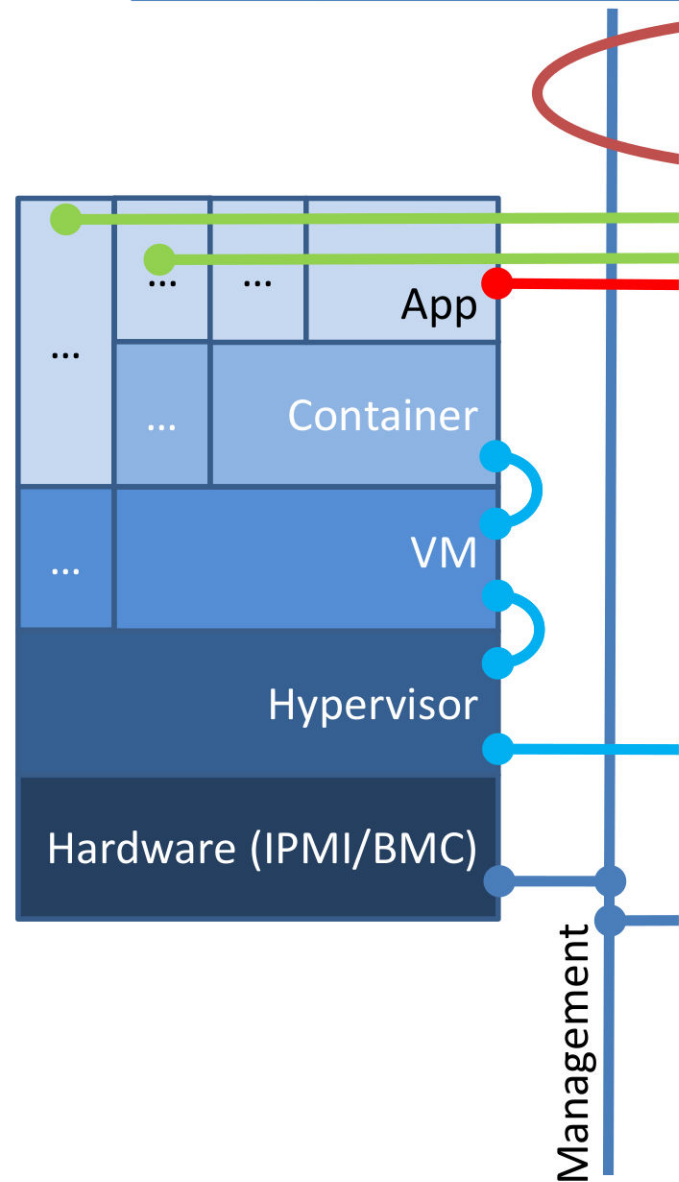 ...
...
App
...
...
Container
...
VM
Hypervisor
Hardware (IPMI/BMC)
Management